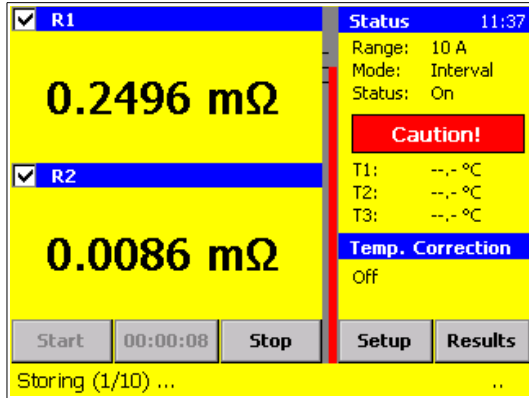 R1
0.2496 mΩ
R2
0.0086 mΩ
Start 00:00:08 Stop
Storing (1/10) ...
Status 11:37
Range: 10 A
Mode: Interval
Status: On
Caution!
T1: --.- °C
T2: --.- °C
T3: --.- °C
Temp. Correction
Off
Setup Results
..